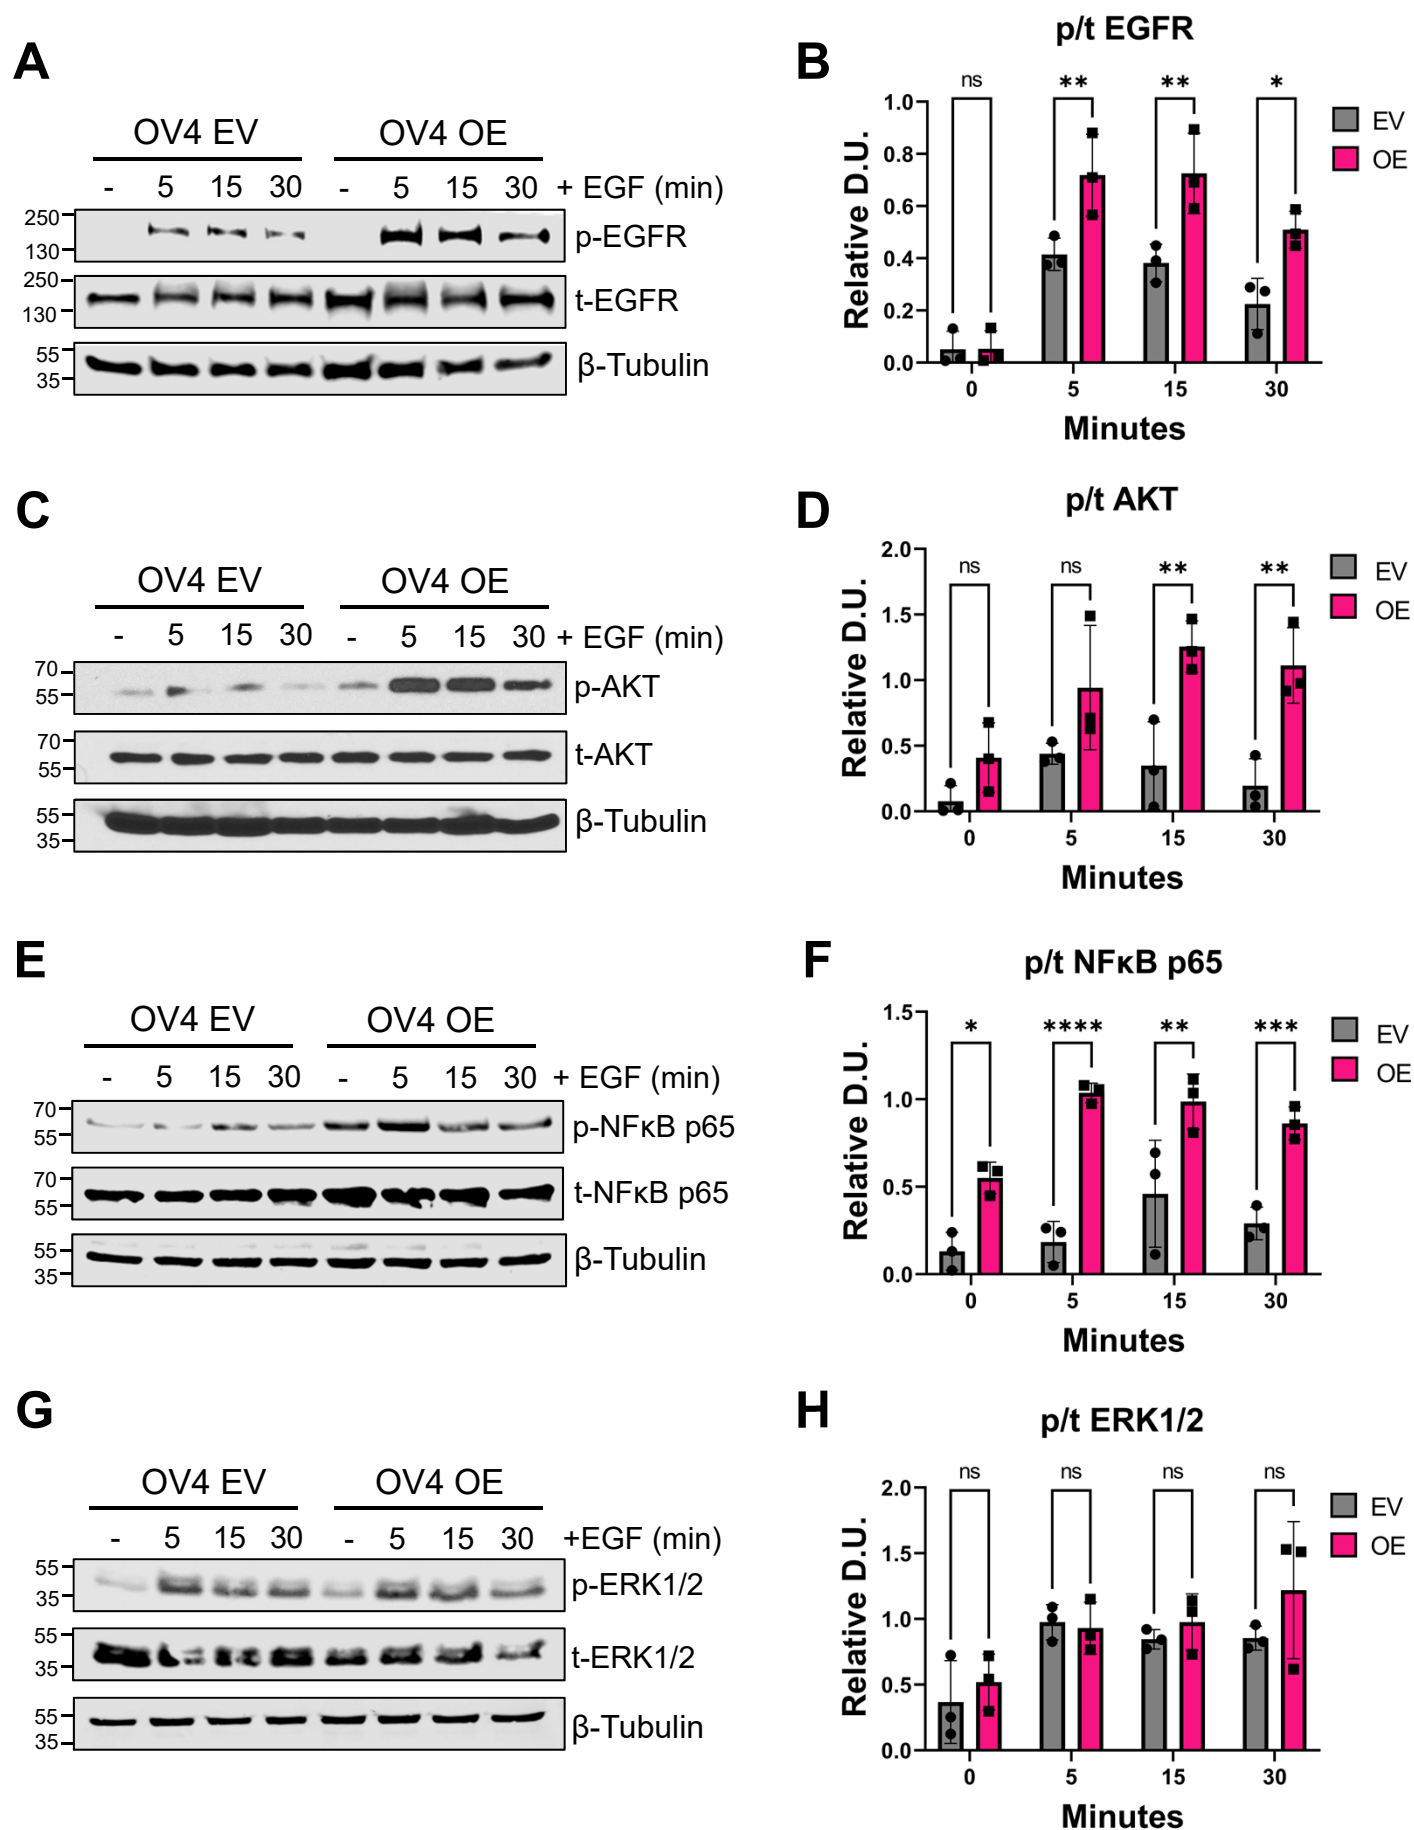 A
OV4 EV OV4 OE
- 5 15 30 - 5 15 30 + EGF (min)
250
130
p-EGFR
250
130
t-EGFR
55
35
β-Tubulin
B
p/t EGFR
ns ** ** *
1.0
0.8
0.6
0.4
0.2
0.0
Relative D.U.
0 5 15 30
Minutes
EV
OE
C
OV4 EV OV4 OE
- 5 15 30 - 5 15 30 + EGF (min)
70
55
p-AKT
70
55
t-AKT
55
35
β-Tubulin
D
p/t AKT
ns ns ** **
2.0
1.5
1.0
0.5
0.0
Relative D.U.
0 5 15 30
Minutes
EV
OE
E
OV4 EV OV4 OE
- 5 15 30 - 5 15 30 + EGF (min)
70
55
p-NFκB p65
70
55
t-NFκB p65
55
35
β-Tubulin
F
p/t NFκB p65
* **** ** ***
1.5
1.0
0.5
0.0
Relative D.U.
0 5 15 30
Minutes
EV
OE
G
OV4 EV OV4 OE
- 5 15 30 - 5 15 30 +EGF (min)
55
35
p-ERK1/2
55
35
t-ERK1/2
55
35
β-Tubulin
H
p/t ERK1/2
ns ns ns ns
2.0
1.5
1.0
0.5
0.0
Relative D.U.
0 5 15 30
Minutes
EV
OE